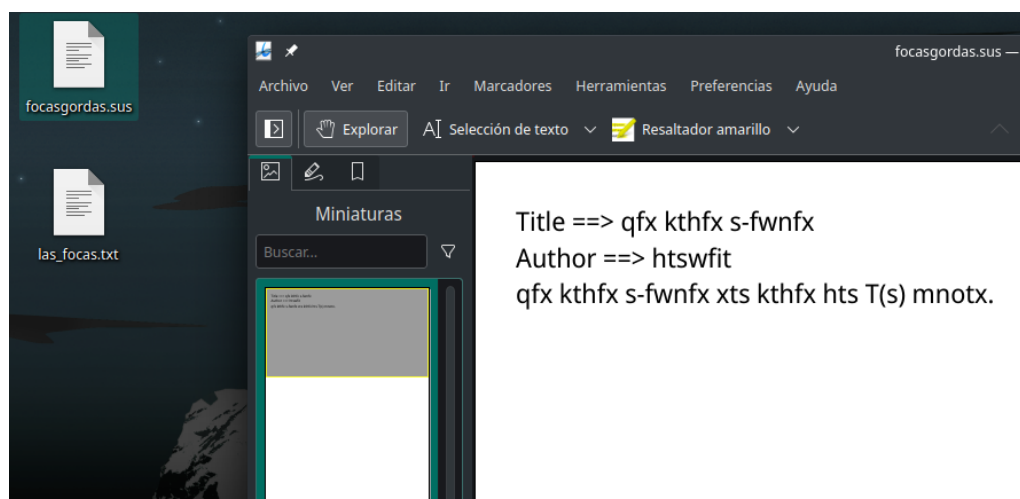 focasgordas.sus —
Archivo Ver Editar Ir Marcadores Herramientas Preferencias Ayuda
Explorar Selección de texto Resaltador amarillo
focasgordas.sus
las_focas.txt
Miniaturas
Buscar...
Title ==> qfx kthfx s-fwnfx
Author ==> htswfit
qfx kthfx s-fwnfx xts kthfx hts T(s) mnotx.